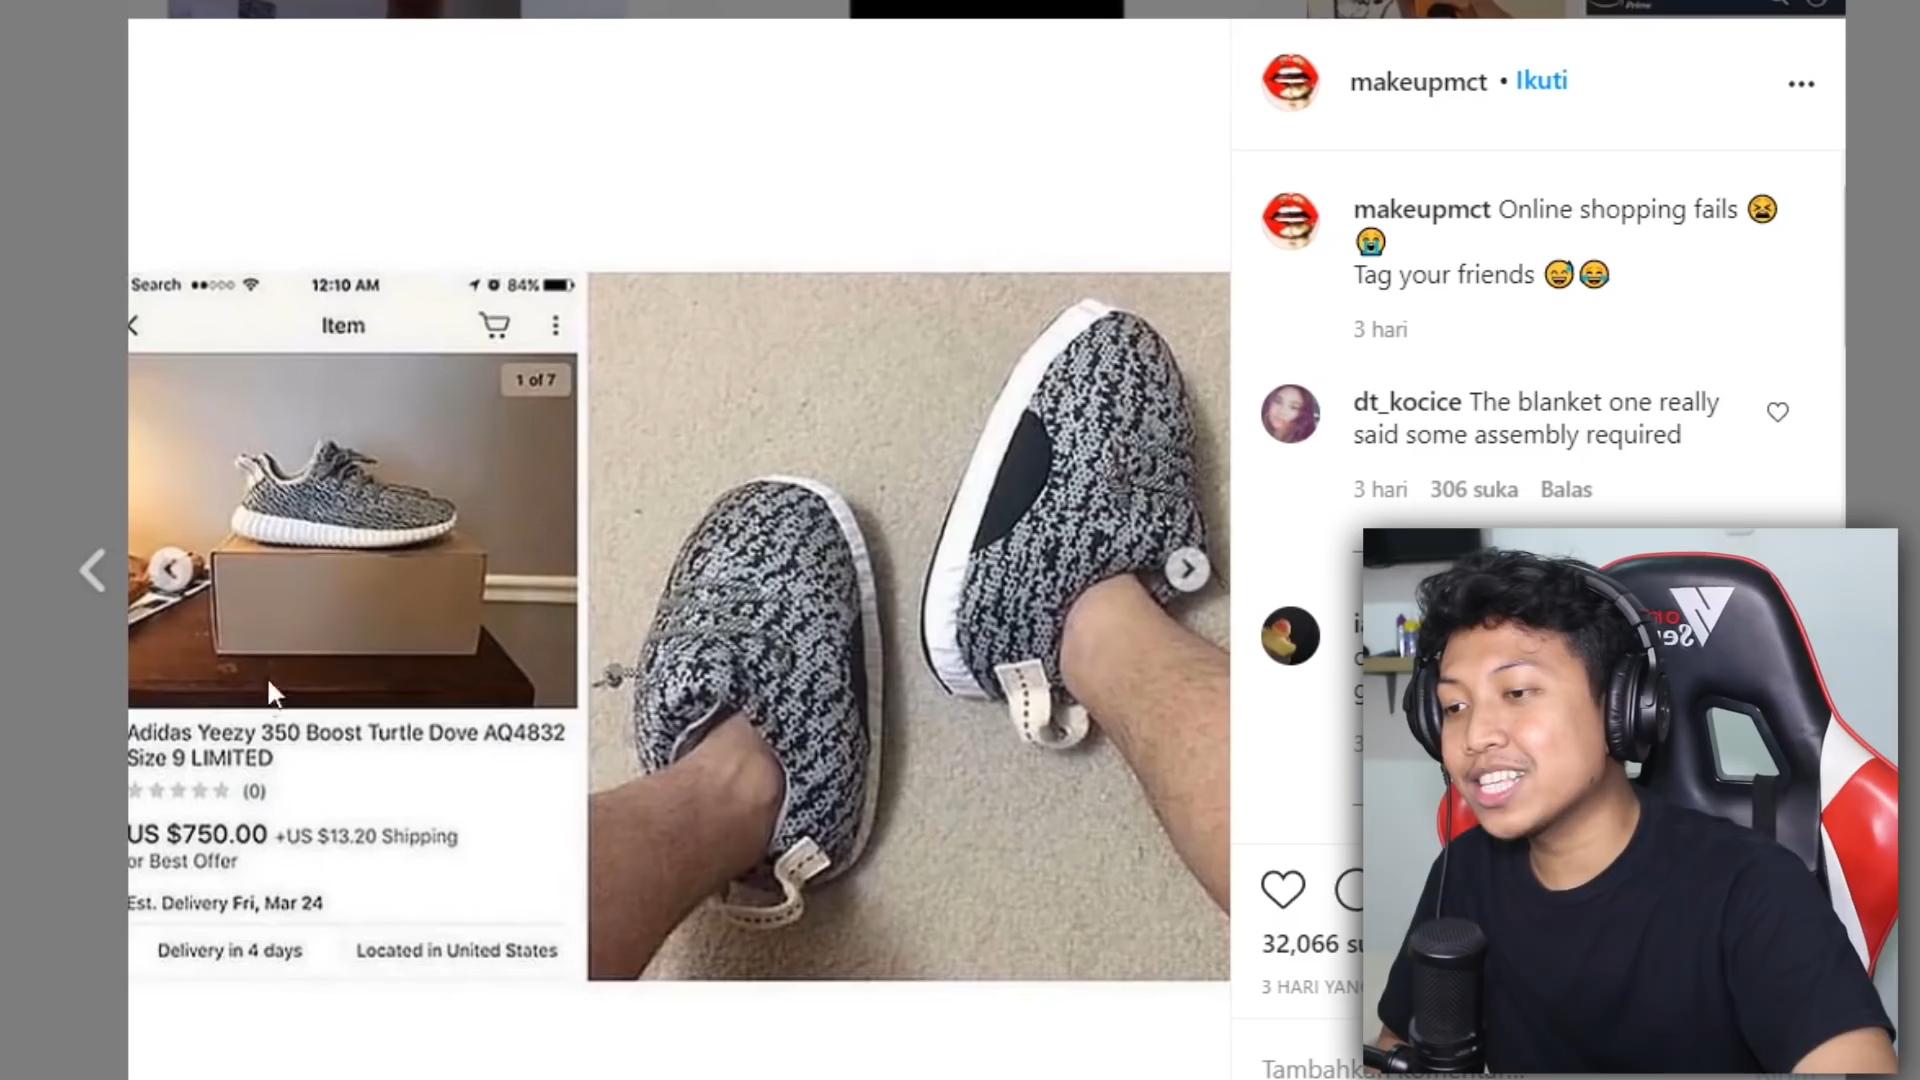 Prime
makeupmct • Ikuti
makeupmct Online shopping fails 😫
😭
Tag your friends 😅😂
3 hari
dt_kocice The blanket one really
said some assembly required
3 hari 306 suka Balas
Search 12:10 AM 84%
Item
1 of 7
Adidas Yeezy 350 Boost Turtle Dove AQ4832
Size 9 LIMITED
(0)
US $750.00 +US $13.20 Shipping
or Best Offer
Est. Delivery Fri, Mar 24
Delivery in 4 days Located in United States
32,066 su
3 HARI YANG